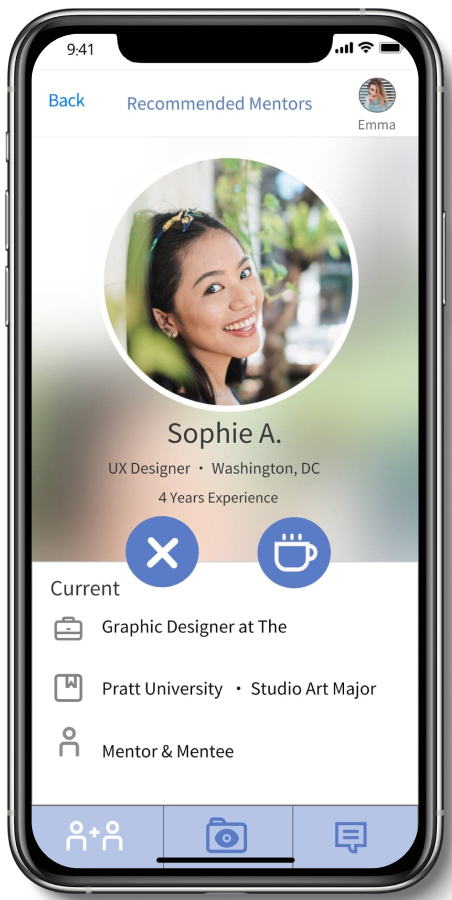 9:41
Back
Recommended Mentors
Emma
Sophie A.
UX Designer • Washington, DC
4 Years Experience
Current
Graphic Designer at The
Pratt University • Studio Art Major
Mentor & Mentee